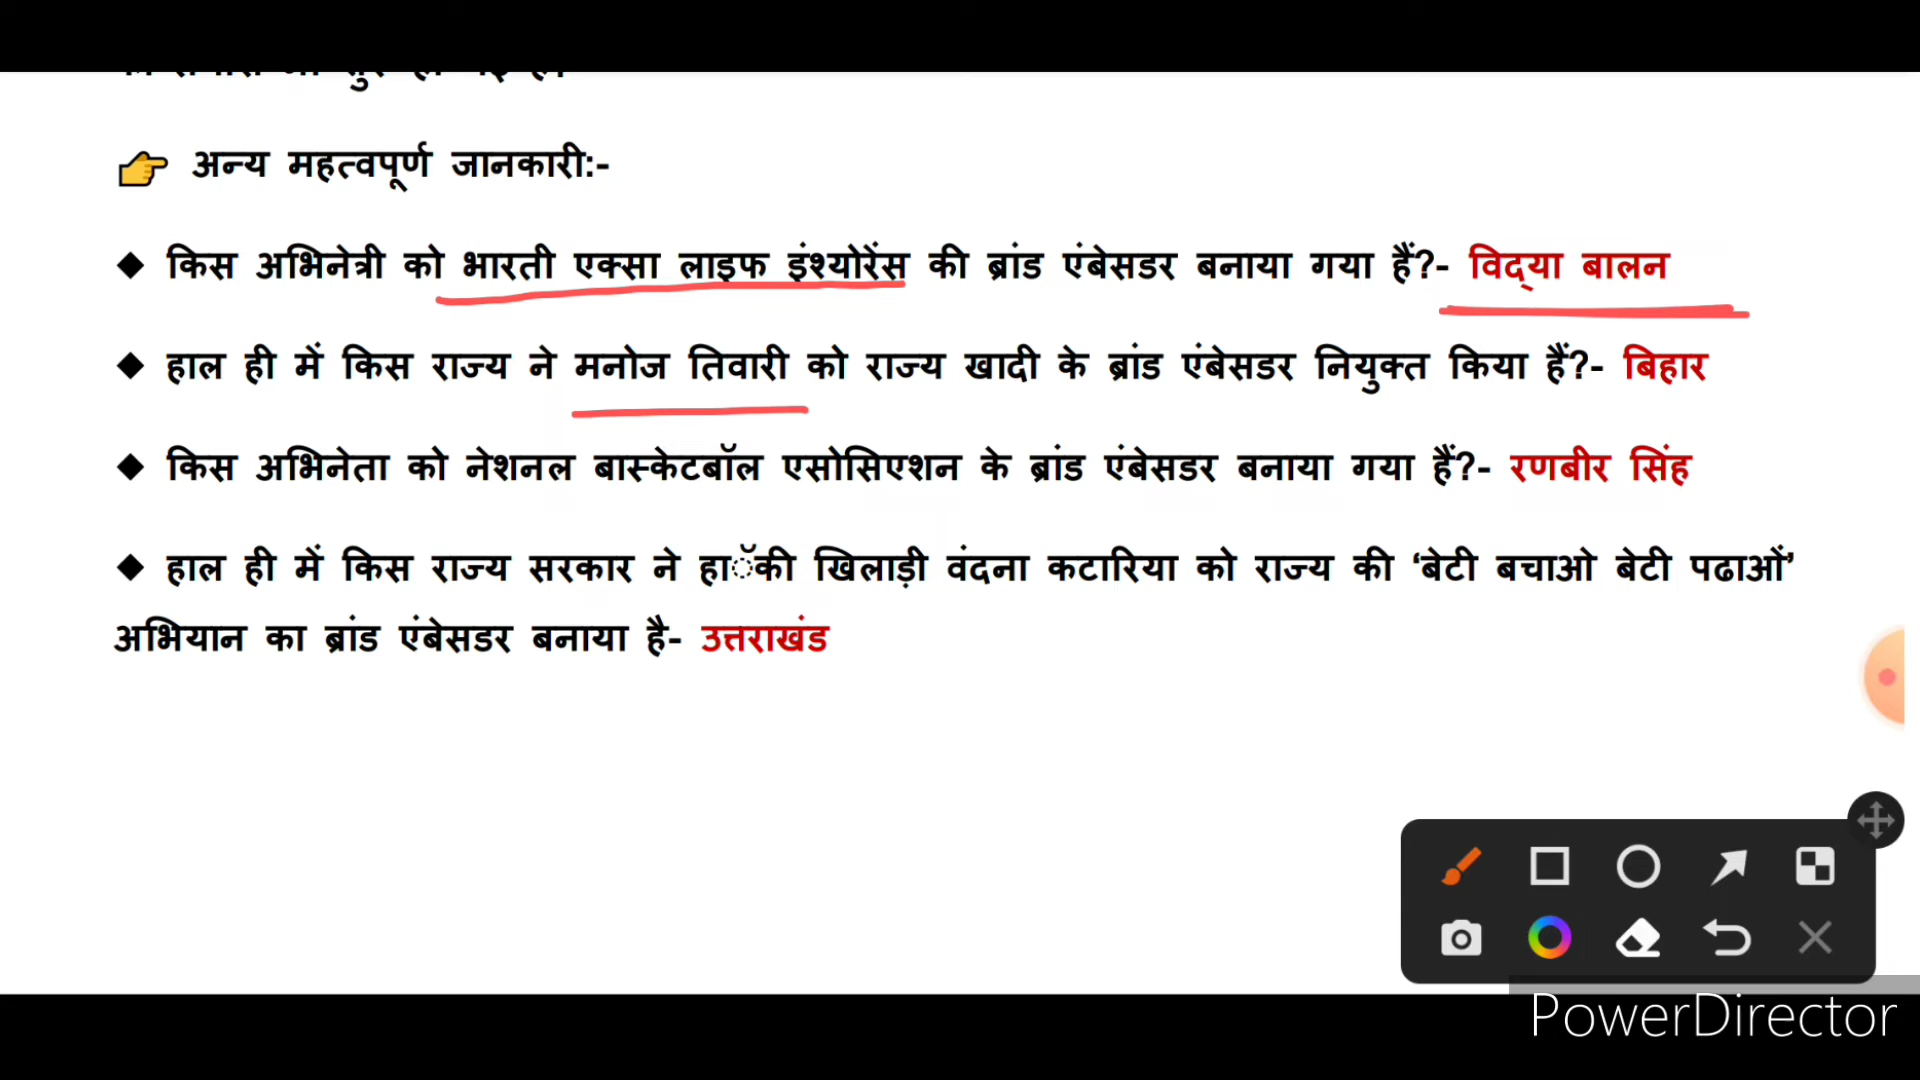 अन्य महत्वपूर्ण जानकारी:-
◆ किस अभिनेत्री को भारती एक्सा लाइफ इंश्योरेंस की ब्रांड एंबेसडर बनाया गया हैं?- विद्या बालन
◆ हाल ही में किस राज्य ने मनोज तिवारी को राज्य खादी के ब्रांड एंबेसडर नियुक्त किया हैं?- बिहार
◆ किस अभिनेता को नेशनल बास्केटबॉल एसोसिएशन के ब्रांड एंबेसडर बनाया गया हैं?- रणबीर सिंह
◆ हाल ही में किस राज्य सरकार ने हाॅकी खिलाड़ी वंदना कटारिया को राज्य की ‘बेटी बचाओ बेटी पढाओं’
अभियान का ब्रांड एंबेसडर बनाया है- उत्तराखंड
PowerDirector